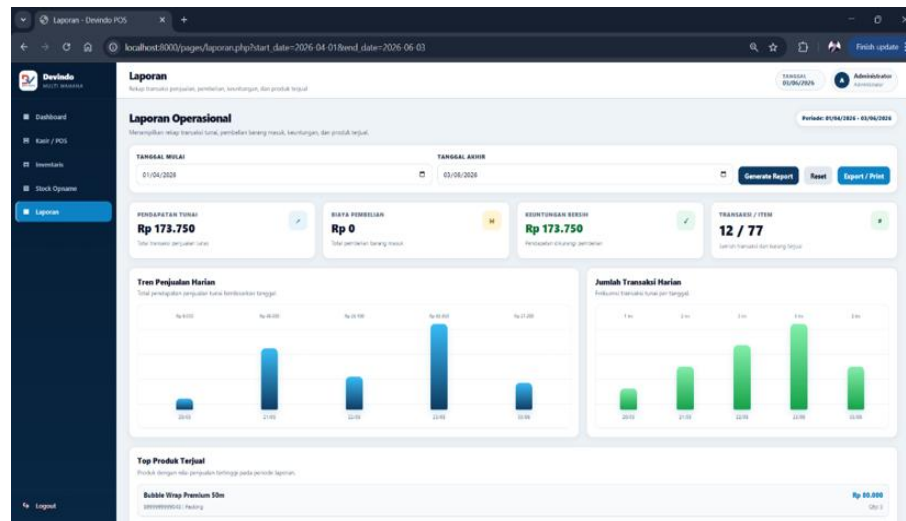 Laporan - Devindo POS
localhost:8000/pages/laporan.php?start_date=2026-04-01&end_date=2026-06-03
Finish update
Devindo
MULTI WAHANA
Laporan
Rekap transaksi penjualan, pembelian, keuntungan, dan produk terjual
TANGGAL
03/06/2026
A
Administrator
Administrator
Dashboard
Kasir / POS
Inventaris
Stock Opname
Laporan
Logout
Laporan Operasional
Menampilkan rekap transaksi tunai, pembelian barang masuk, keuntungan, dan produk terjual.
Periode: 01/04/2026 - 03/06/2026
TANGGAL MULAI
01/04/2026
TANGGAL AKHIR
03/06/2026
Generate Report
Reset
Export / Print
PENDAPATAN TUNAI
Rp 173.750
Total transaksi penjualan tunai
BIAYA PEMBELIAN
Rp 0
Total pembelian barang masuk
KEUNTUNGAN BERSIH
Rp 173.750
Pendapatan dikurangi pembelian
TRANSAKSI / ITEM
12 / 77
Jumlah transaksi dan barang terjual
Tren Penjualan Harian
Total pendapatan penjualan tunai berdasarkan tanggal.
Jumlah Transaksi Harian
Frekuensi transaksi tunai per tanggal.
Top Produk Terjual
Produk dengan nilai penjualan tertinggi pada periode laporan.
Bubble Wrap Premium 50m
Packing
Rp 80.000